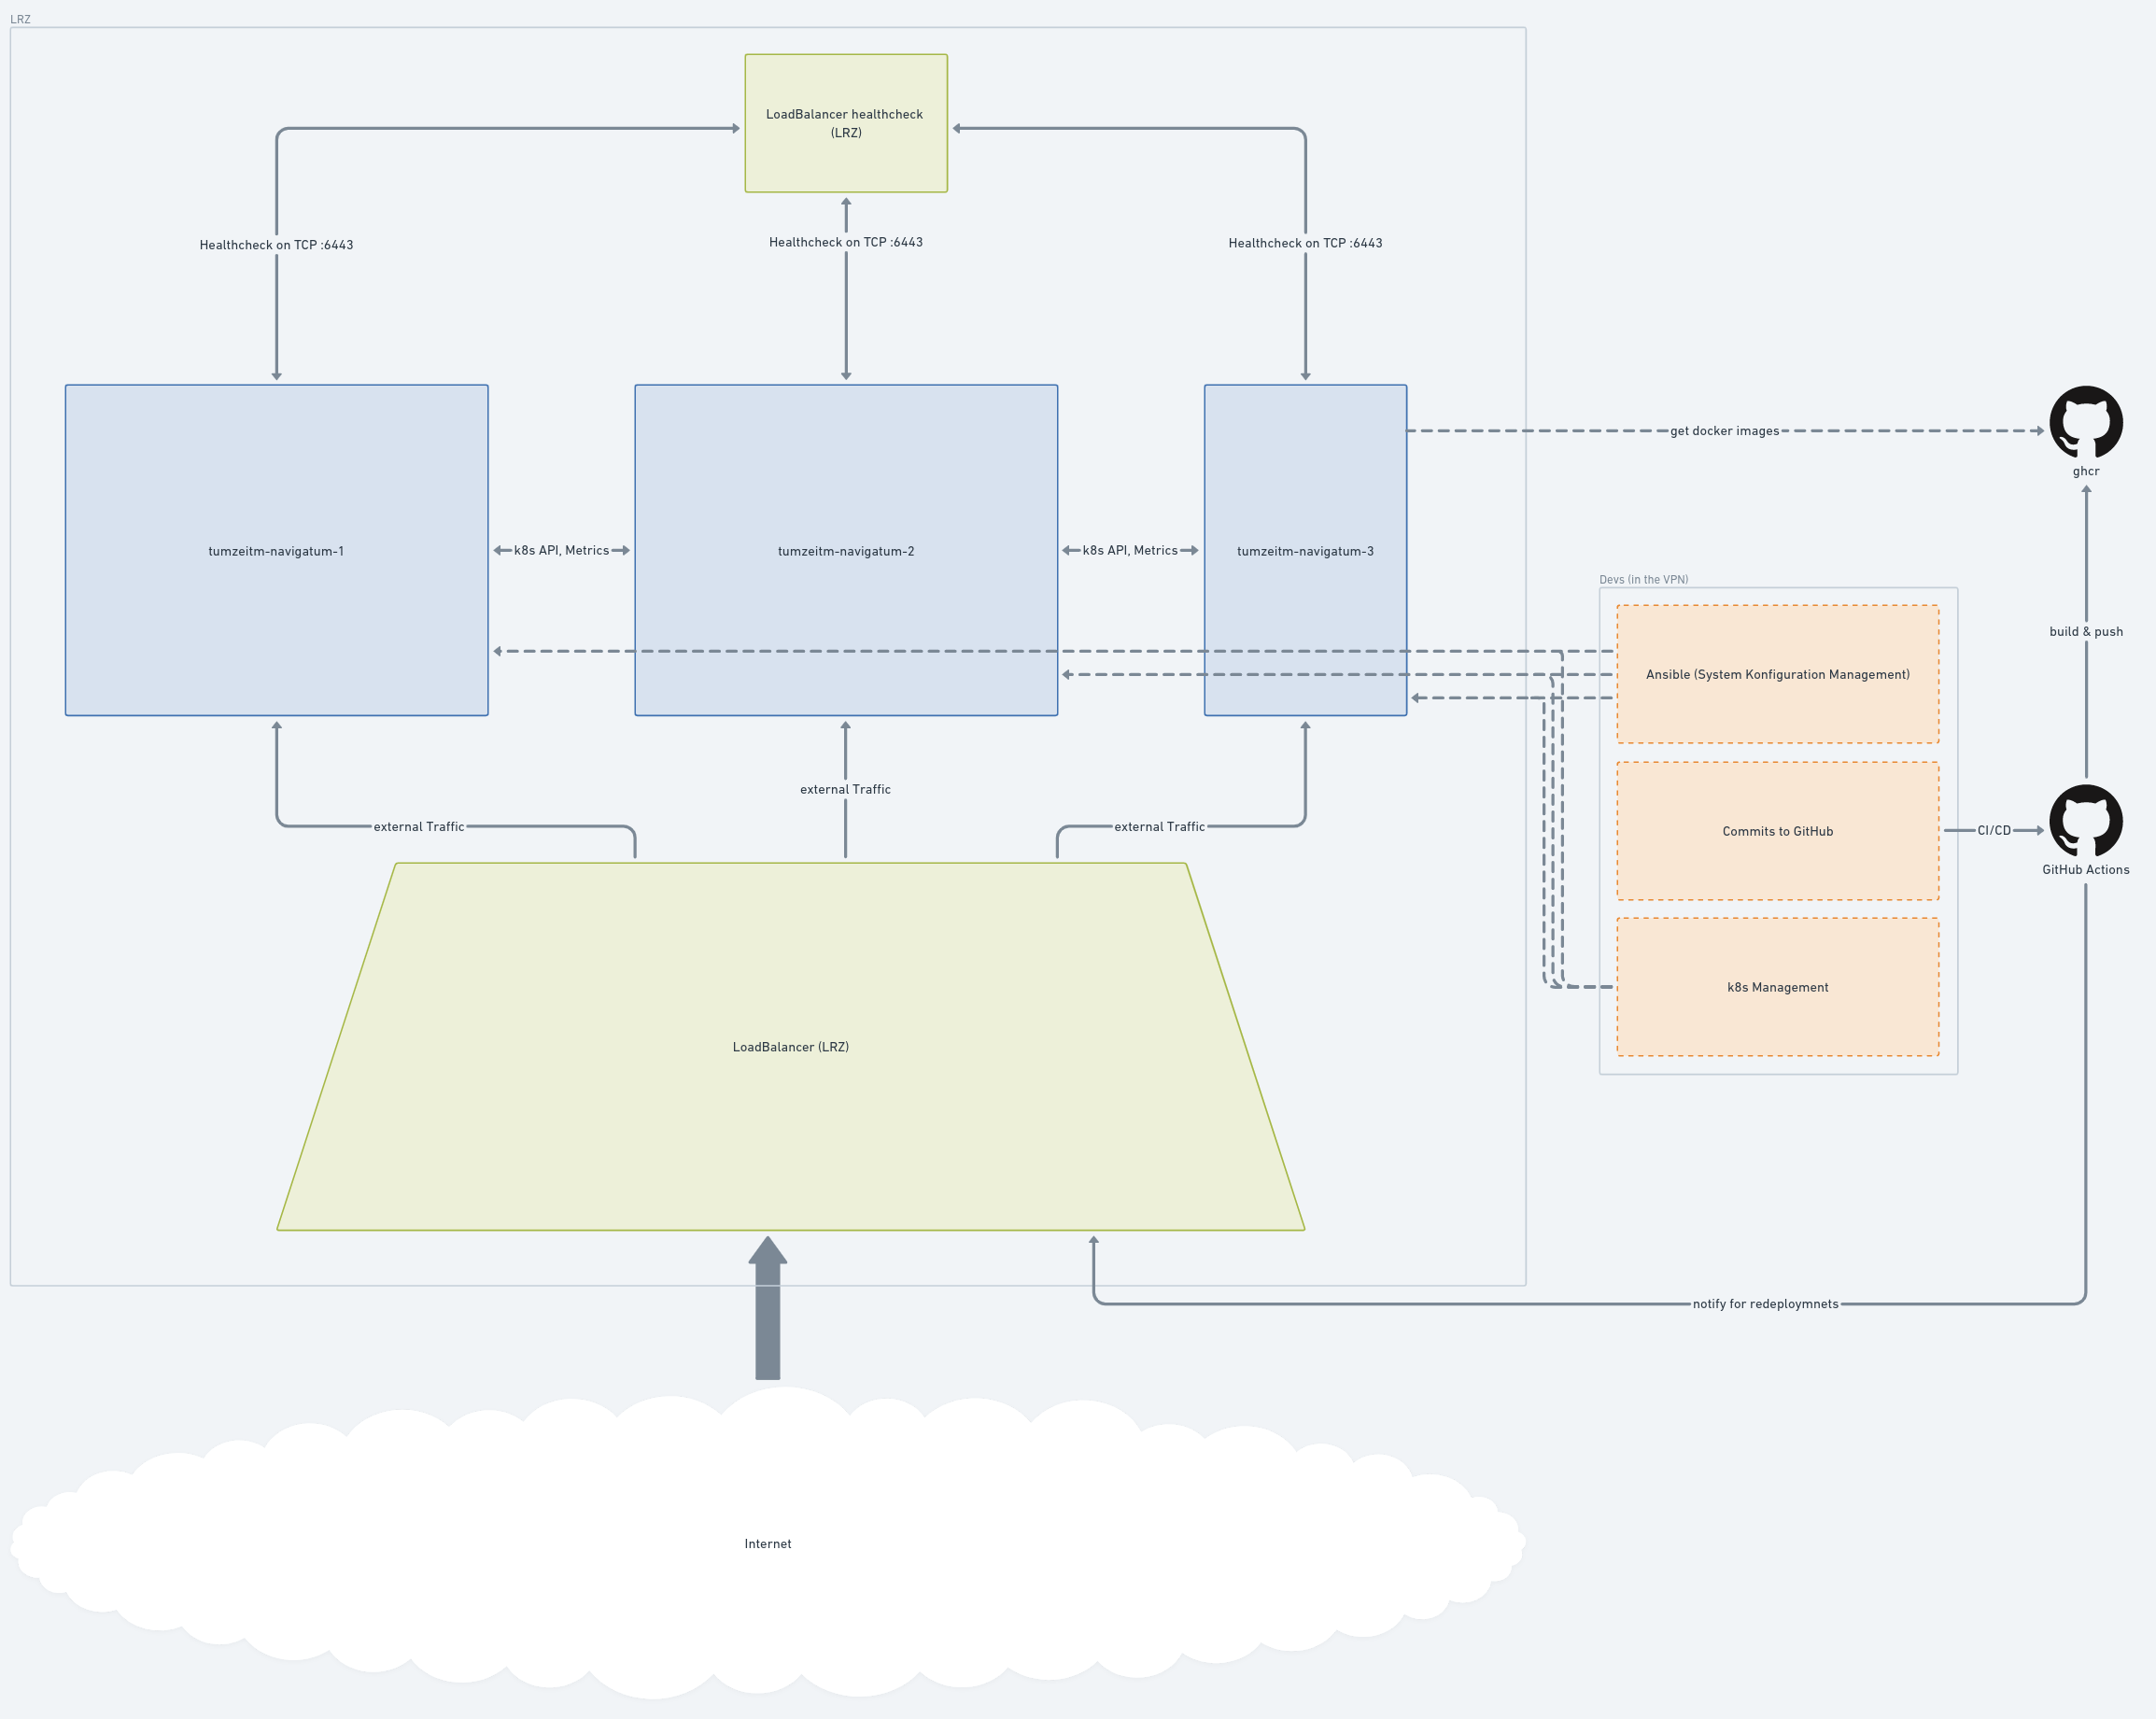 LRZ
LoadBalancer healthcheck
(LRZ)
Healthcheck on TCP :6443
Healthcheck on TCP :6443
Healthcheck on TCP :6443
get docker images
ghcr
tumzeitm-navigatum-1
k8s API, Metrics
tumzeitm-navigatum-2
k8s API, Metrics
tumzeitm-navigatum-3
Devs (in the VPN)
build & push
Ansible (System Konfiguration Management)
external Traffic
external Traffic
external Traffic
Commits to GitHub
CI/CD
GitHub Actions
k8s Management
LoadBalancer (LRZ)
notify for redeploymnets
Internet